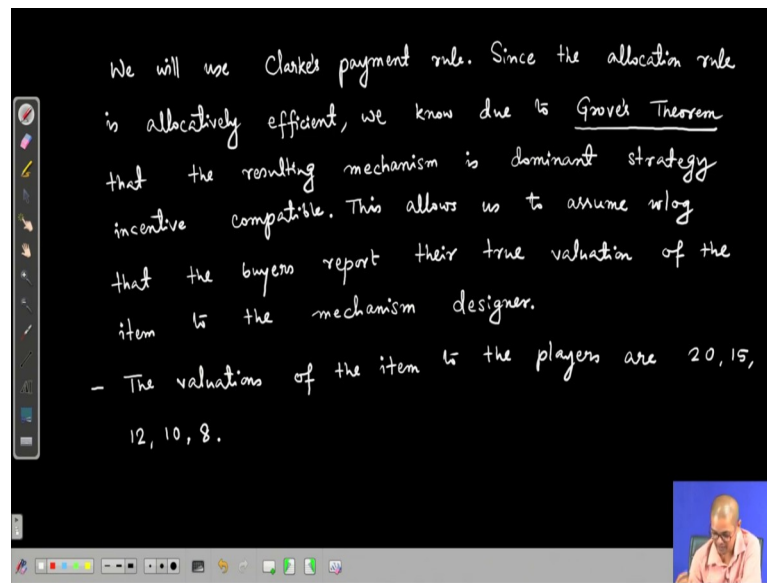 We will use Clarke's payment rule. Since the allocation rule
is allocatively efficient, we know due to Grove's Theorem
that the resulting mechanism is dominant strategy
incentive compatible. This allows us to assume wlog
that the buyers report their true valuation of the
item to the mechanism designer.
- The valuations of the item to the players are 20, 15,
12, 10, 8.